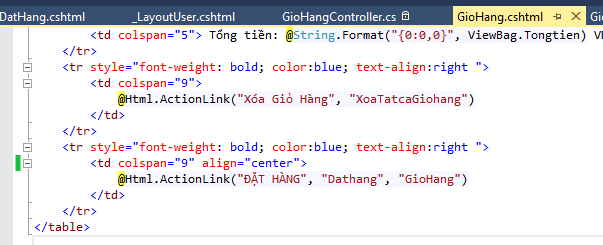 DatHang.cshtml _LayoutUser.cshtml GioHangController.cs GioHang.cshtml
<td colspan="5"> Tổng tiền: @String.Format("{0:0,0}", ViewBag.Tongtien)
</tr>
<tr style="font-weight: bold; color:blue; text-align:right ">
<td colspan="9">
@Html.ActionLink("Xóa Giỏ Hàng", "XoaTatcaGiohang")
</td>
</tr>
<tr style="font-weight: bold; color:blue; text-align:right ">
<td colspan="9" align="center">
@Html.ActionLink("ĐẶT HÀNG", "Dathang", "GioHang")
</td>
</tr>
</table>